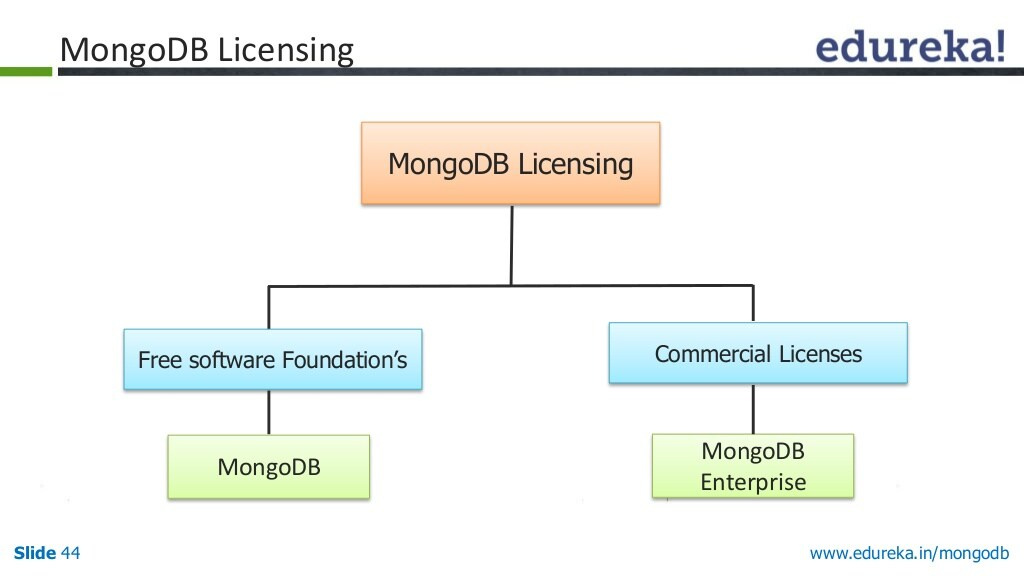 MongoDB Licensing
edureka!
MongoDB Licensing
Free software Foundation’s
Commercial Licenses
MongoDB
MongoDB
Enterprise
Slide 44
www.edureka.in/mongodb